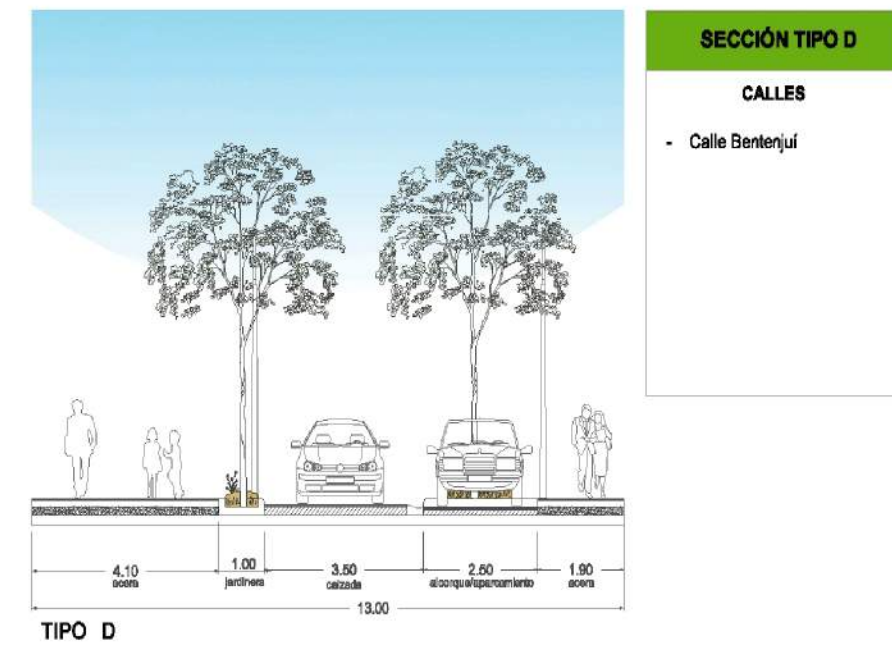 SECCIÓN TIPO D
CALLES
- Calle Bentenjuí
4.10
acera
1.00
jardinera
3.50
calzada
2.50
alcorque/aparcamiento
1.90
acera
13.00
TIPO D